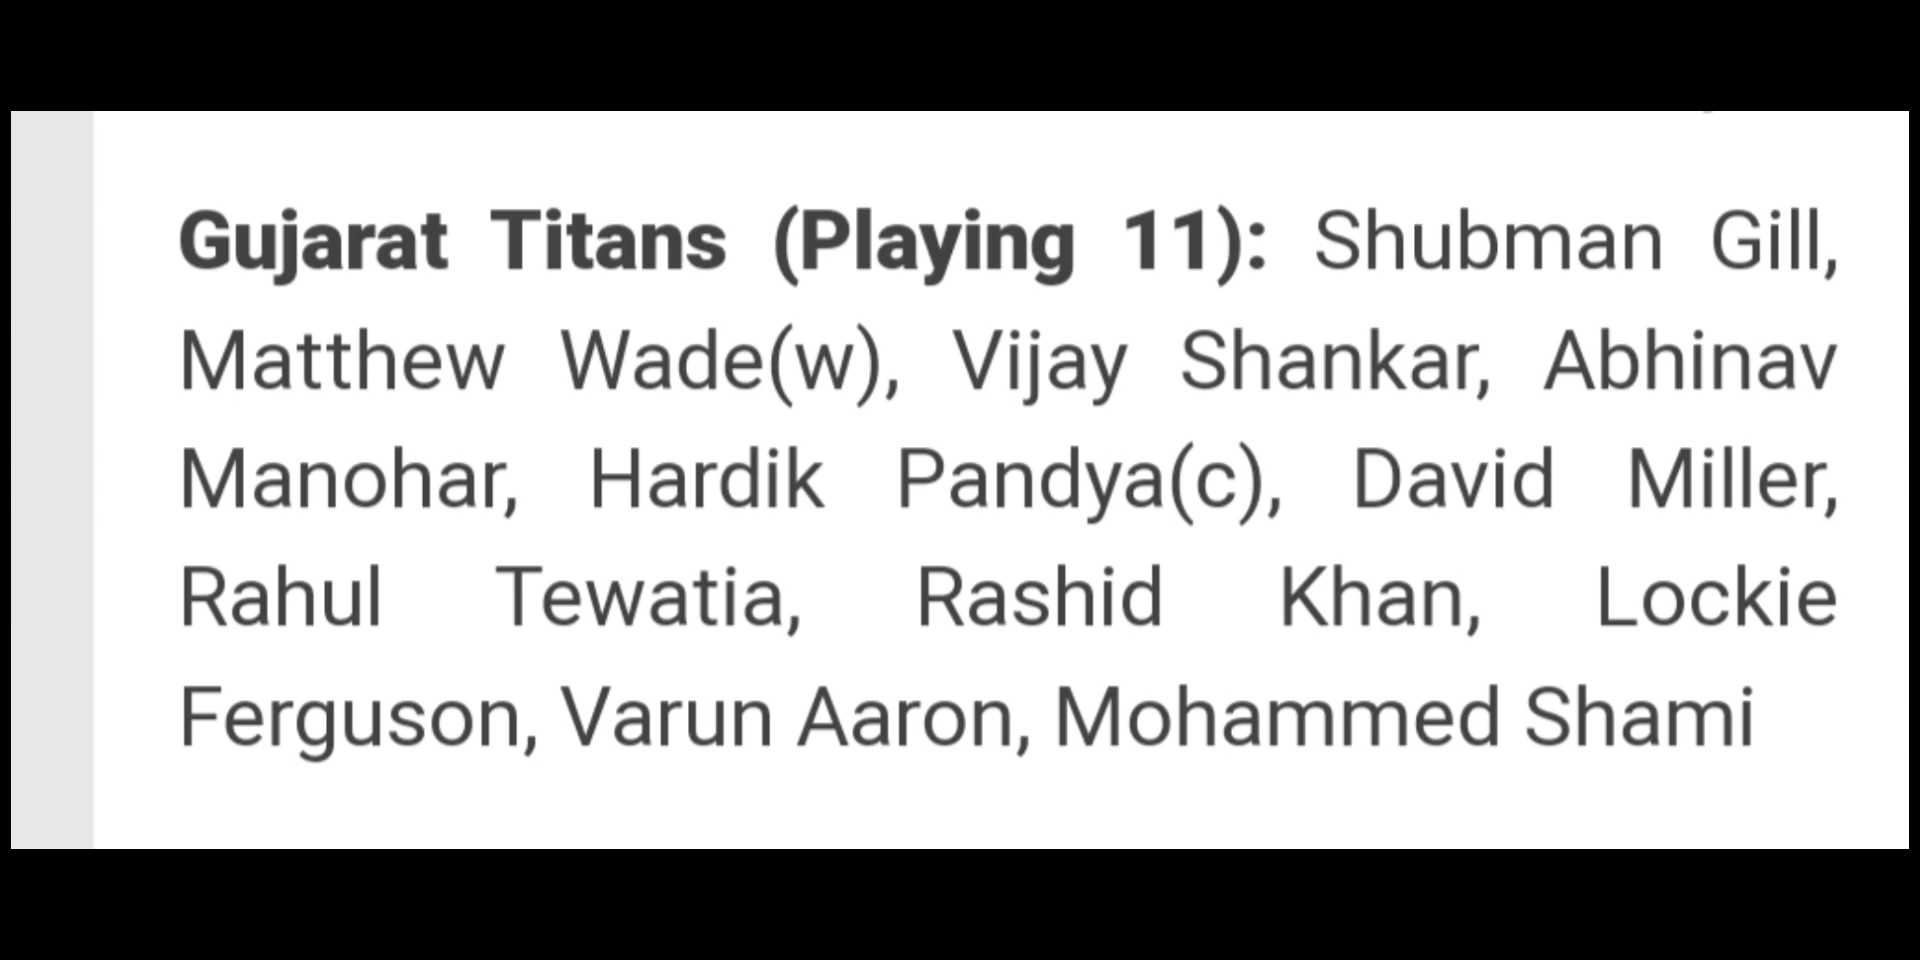 Gujarat Titans (Playing 11): Shubman Gill,
Matthew Wade(w), Vijay Shankar, Abhinav
Manohar, Hardik Pandya(c), David Miller,
Rahul Tewatia, Rashid Khan, Lockie
Ferguson, Varun Aaron, Mohammed Shami